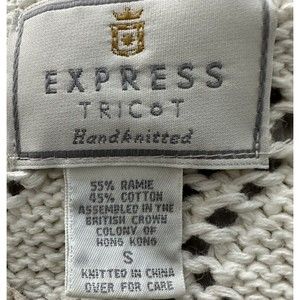 EXPRESS
TRICOT
Handknitted
55% RAMIE
45% COTTON
ASSEMBLED IN THE
BRITISH CROWN
COLONY OF
HONG KONG
S
KNITTED IN CHINA
OVER FOR CARE